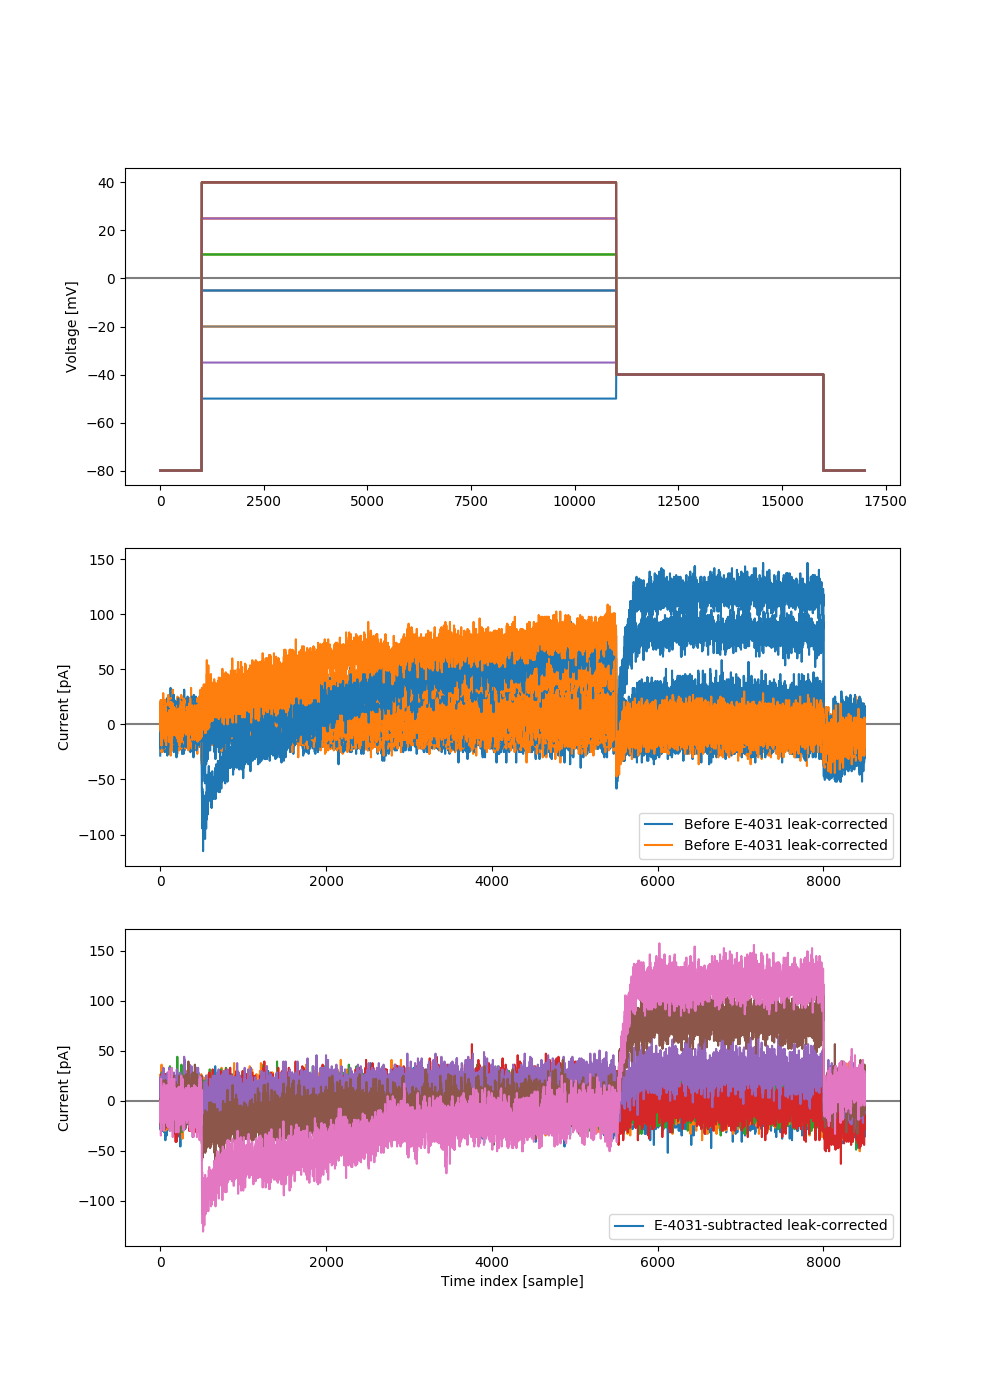 40
20
0
−20
−40
−60
−80
Voltage [mV]
0 2500 5000 7500 10000 12500 15000 17500
150
100
50
0
−50
−100
Current [pA]
Before E-4031 leak-corrected
Before E-4031 leak-corrected
0 2000 4000 6000 8000
150
100
50
0
−50
−100
Current [pA]
E-4031-subtracted leak-corrected
0 2000 4000 6000 8000
Time index [sample]